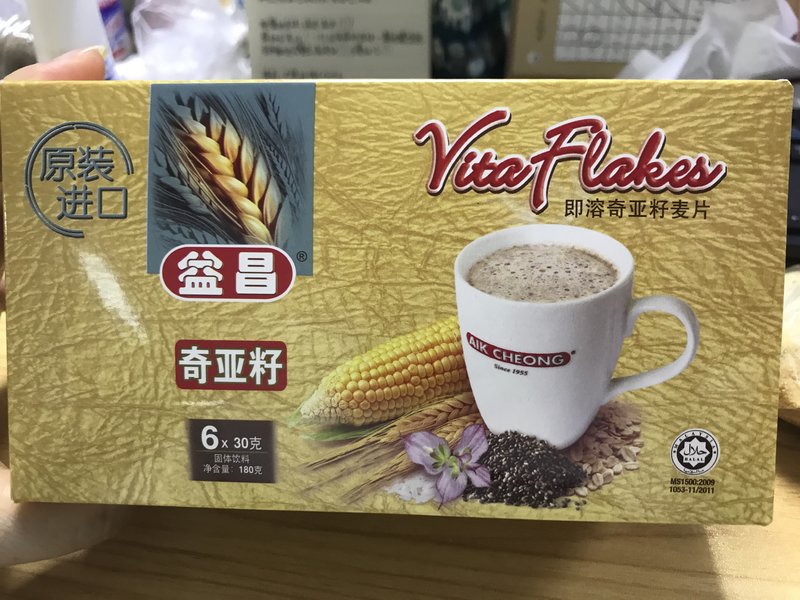 原装
进口
益昌®
奇亚籽
6 x 30克
固体饮料
净含量: 180克
Vita Flakes
即溶奇亚籽麦片
AIK CHEONG®
Since 1955
MALAYSIA
حلال
HALAL
MS1500:2009
1053-11/2011